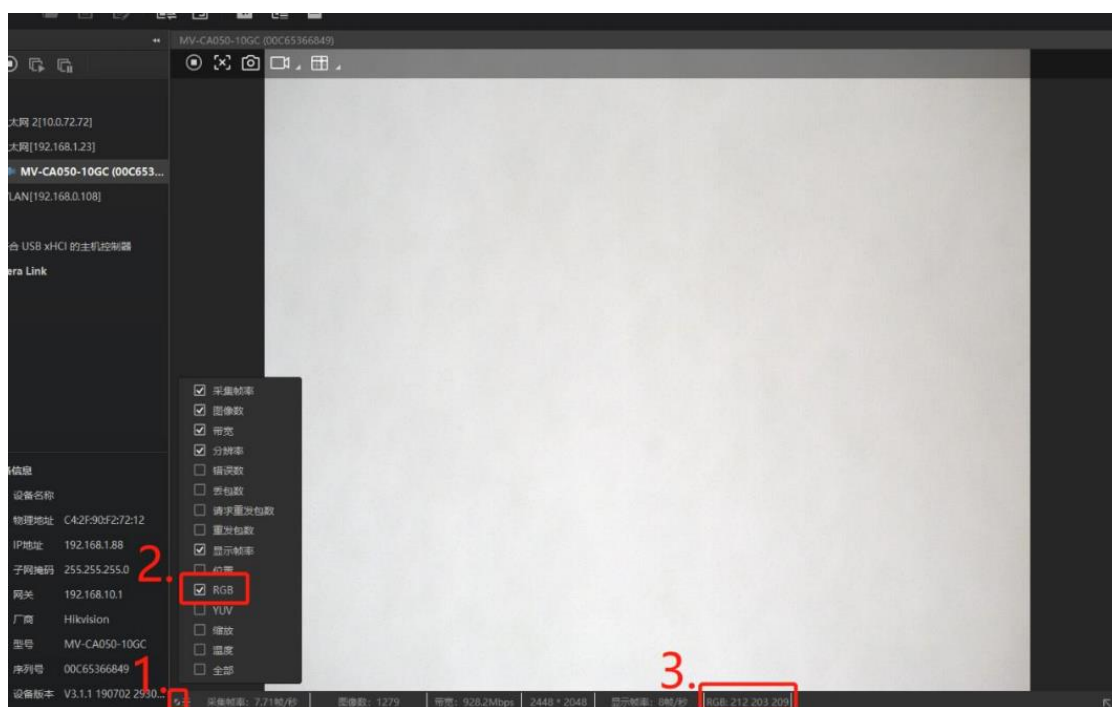 MV-CA050-10GC (00C65366849)
太网 2[10.0.72.72]
太网[192.168.1.23]
MV-CA050-10GC (00C653...
LAN[192.168.0.108]
合 USB xHCI 的主机控制器
era Link
采集帧率
图像数
带宽
分辨率
错误数
丢包数
请求重发包数
重发包数
显示帧率
位置
RGB
YUV
缩放
温度
全部
信息
设备名称
物理地址 C4:2F:90:F2:72:12
IP地址 192.168.1.88
子网掩码 255.255.255.0
网关 192.168.10.1
厂商 Hikvision
型号 MV-CA050-10GC
序列号 00C65366849
设备版本 V3.1.1 190702 2930...
2.
1.
3.
采集帧率: 7.71帧/秒 图像数: 1279 带宽: 928.2Mbps 2448 * 2048 显示帧率: 8帧/秒 RGB: 212 203 209